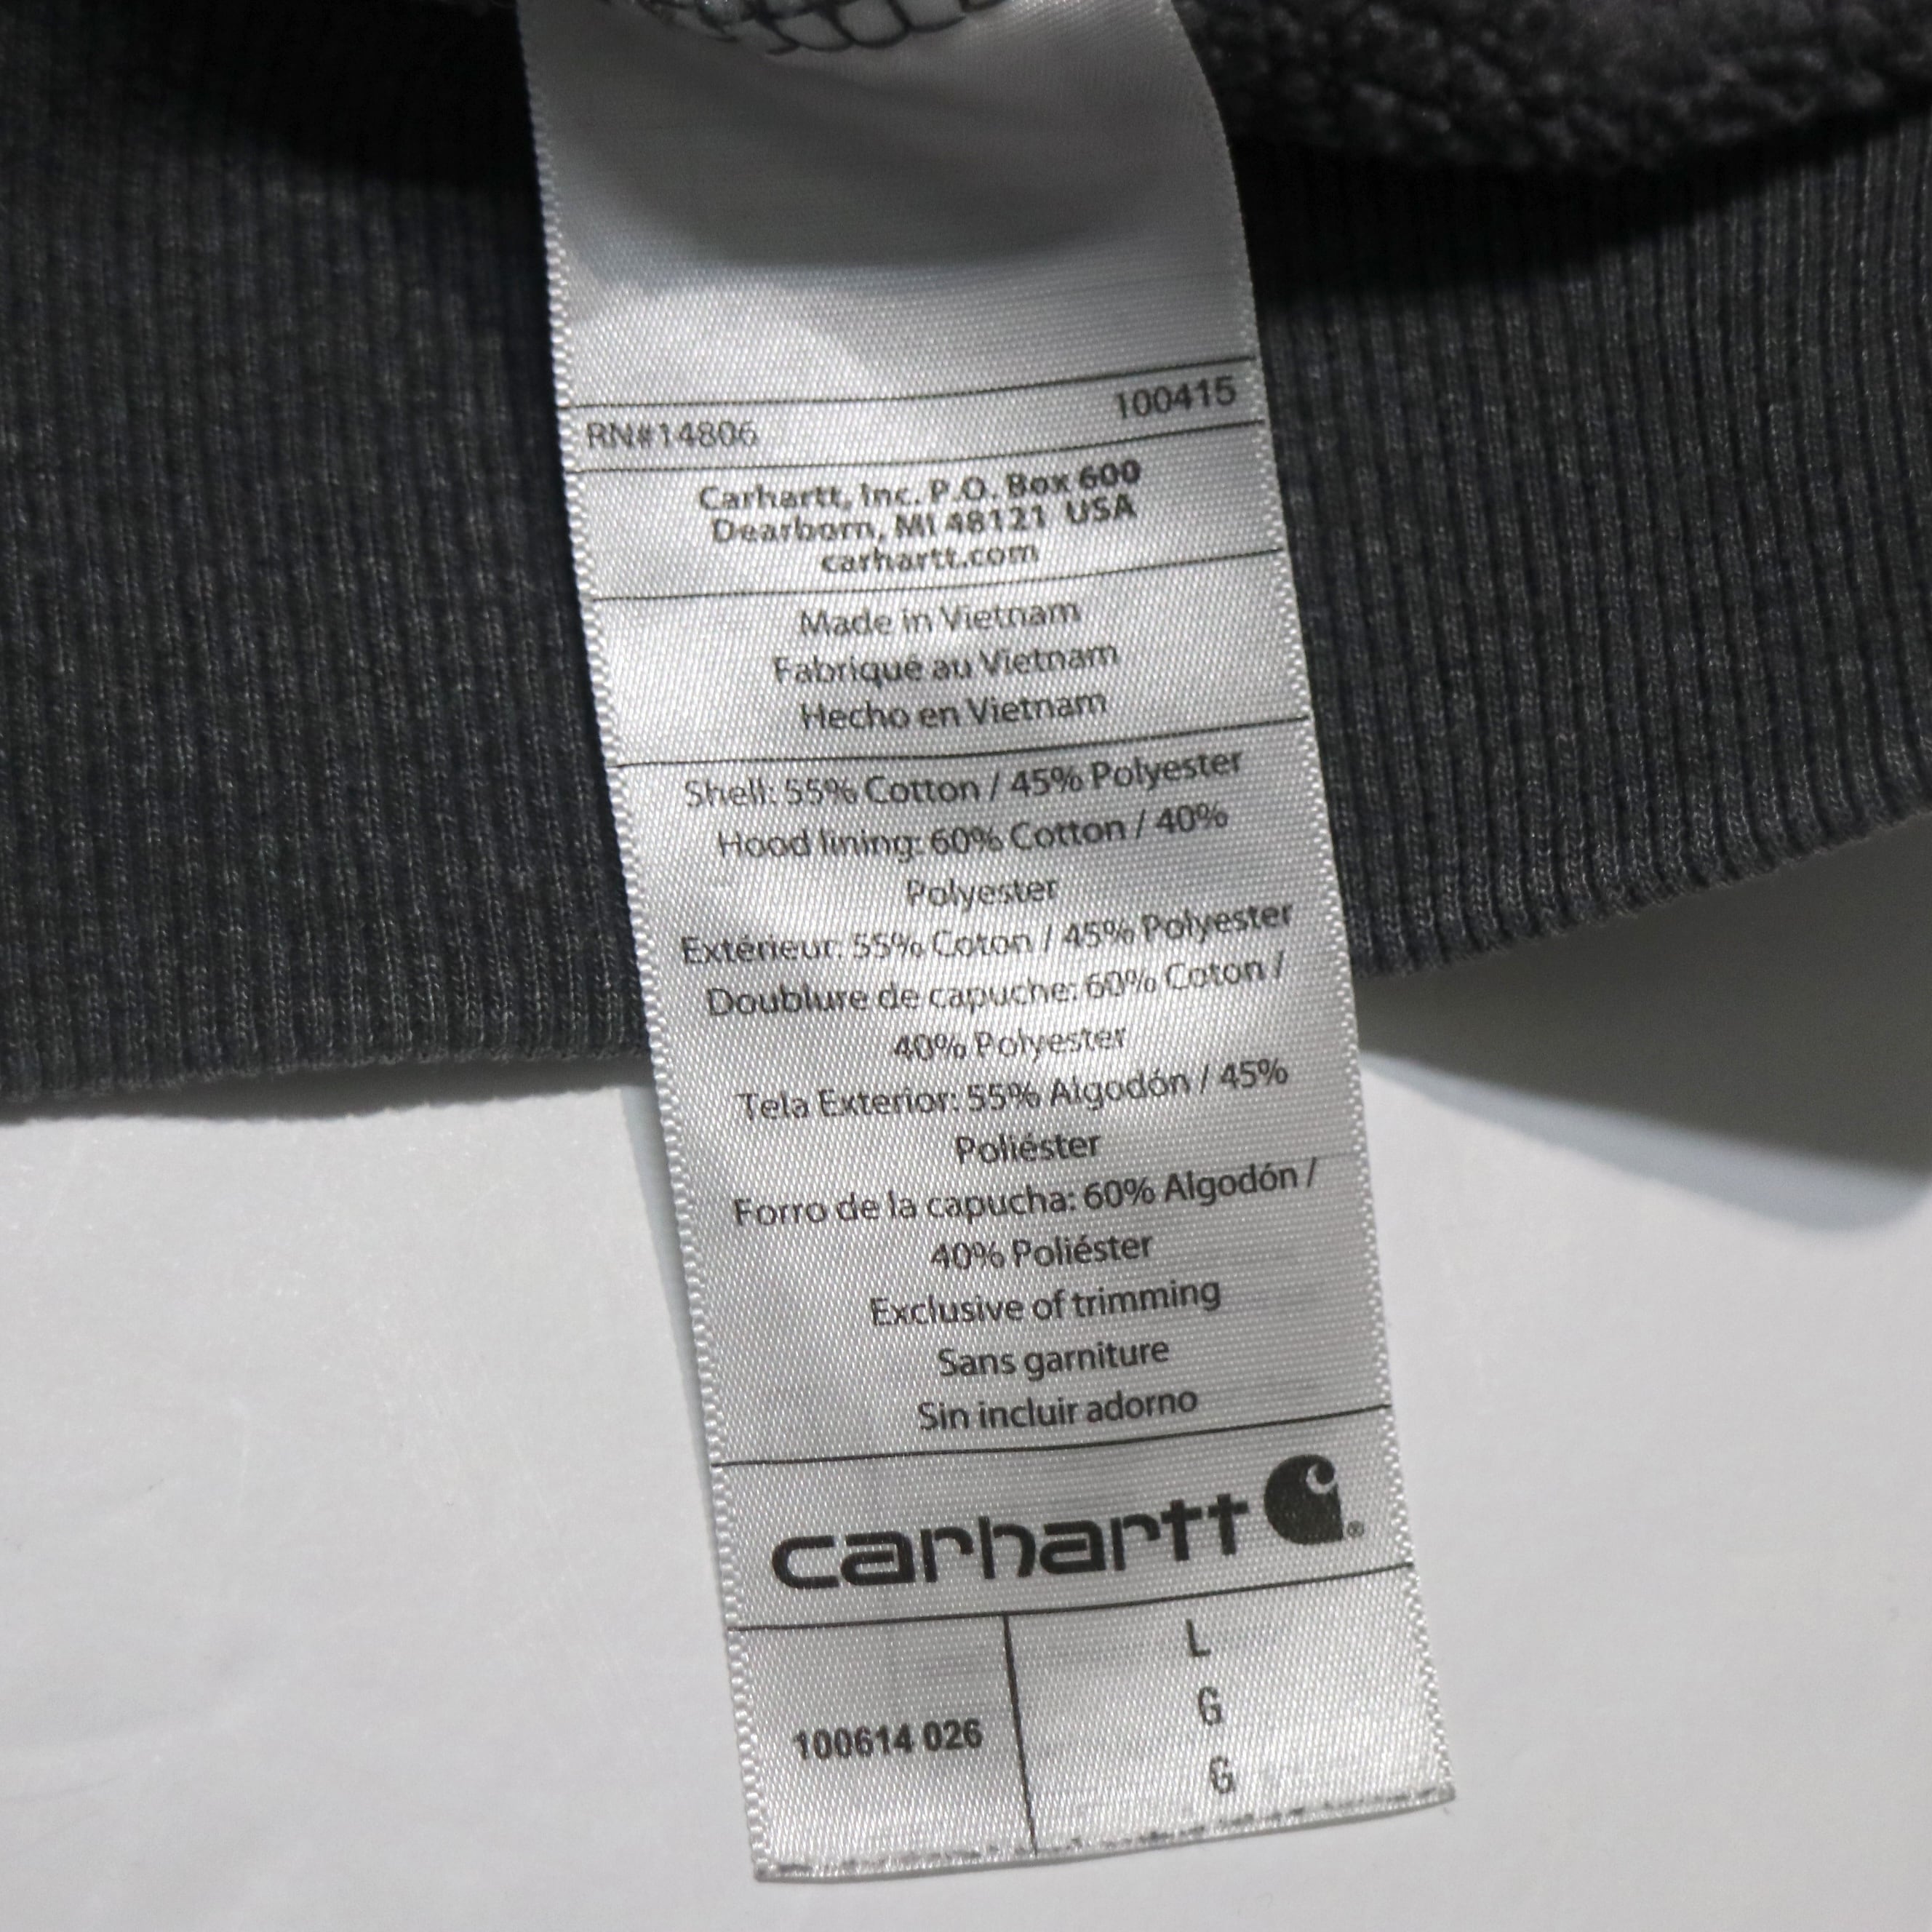 RN#14806 100415
Carhartt, Inc. P.O. Box 600
Dearborn, MI 48121 USA
carhartt.com
Made in Vietnam
Fabriqué au Vietnam
Hecho en Vietnam
Shell: 55% Cotton / 45% Polyester
Hood lining: 60% Cotton / 40%
Polyester
Extérieur: 55% Coton / 45% Polyester
Doublure de capuche: 60% Coton /
40% Polyester
Tela Exterior: 55% Algodón / 45%
Poliéster
Forro de la capucha: 60% Algodón /
40% Poliéster
Exclusive of trimming
Sans garniture
Sin incluir adorno
carhartt ®
L
G
100614 026
G